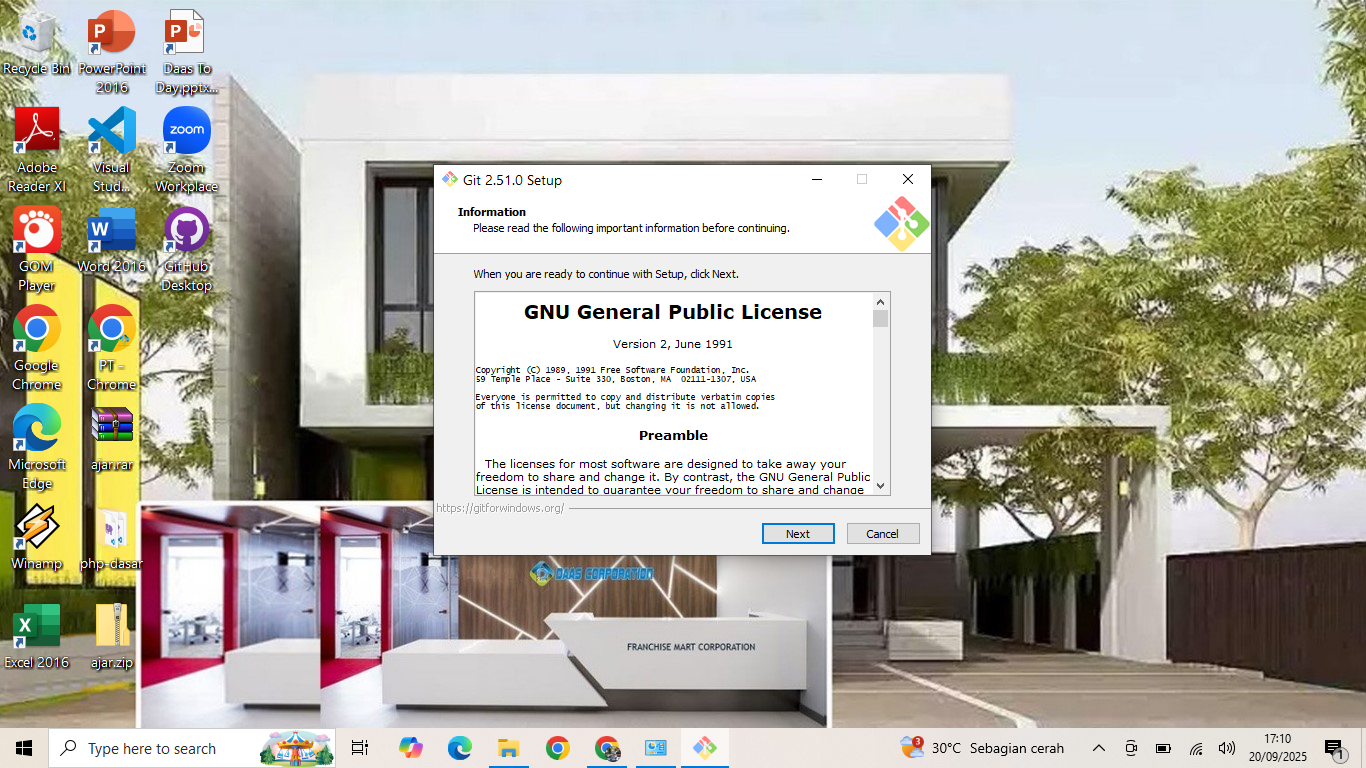 Recycle Bin
PowerPoint
2016
Daas To
Day.pptx...
Adobe
Reader XI
Visual
Stud...
zoom
Zoom
Workplace
GOM
Player
Word 2016
GitHub
Desktop
Google
Chrome
PT -
Chrome
Microsoft
Edge
ajar.rar
Winamp
php-dasar
Excel 2016
ajar.zip
Git 2.51.0 Setup
Information
Please read the following important information before continuing.
When you are ready to continue with Setup, click Next.
GNU General Public License
Version 2, June 1991
Copyright (C) 1989, 1991 Free Software Foundation, Inc.
59 Temple Place - Suite 330, Boston, MA  02111-1307, USA
Everyone is permitted to copy and distribute verbatim copies
of this license document, but changing it is not allowed.
Preamble
The licenses for most software are designed to take away your
freedom to share and change it. By contrast, the GNU General Public
License is intended to guarantee your freedom to share and change
https://gitforwindows.org/
Next
Cancel
DAAS CORPORATION
FRANCHISE MART CORPORATION
Type here to search
3
30°C Sebagian cerah
17:10
20/09/2025
1